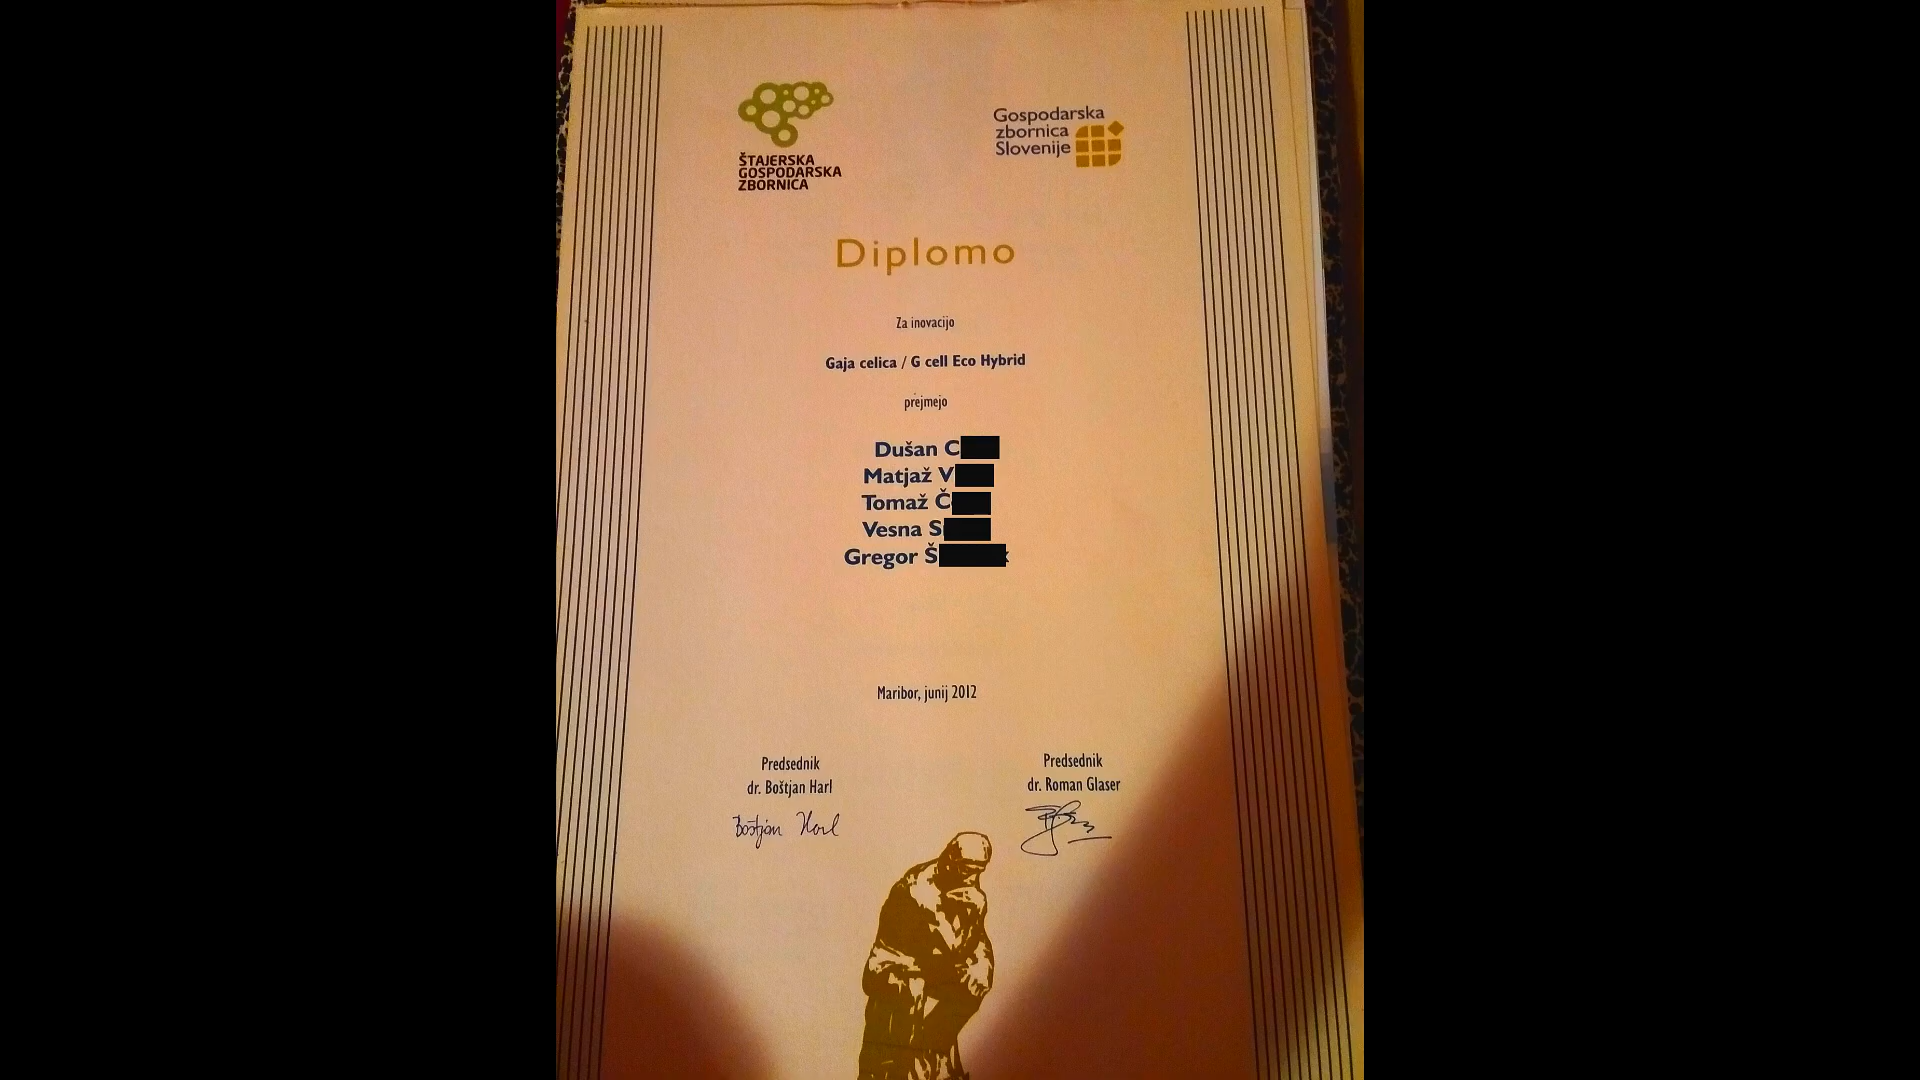 ŠTAJERSKA
GOSPODARSKA
ZBORNICA
Gospodarska
zbornica
Slovenije
Diplomo
Za inovacijo
Gaja celica / G cell Eco Hybrid
prejmejo
Dušan C
Matjaž V
Tomaž Č
Vesna S
Gregor Š
Maribor, junij 2012
Predsednik
dr. Boštjan Harl
Boštjan Harl
Predsednik
dr. Roman Glaser